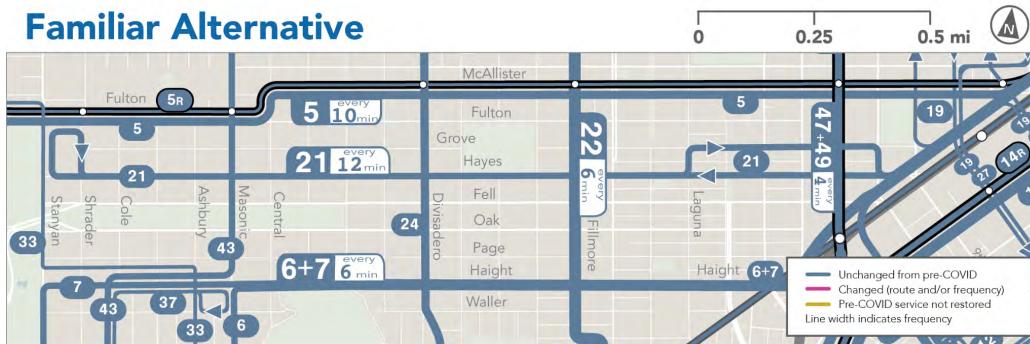 Familiar Alternative
0
0.25
0.5 mi
N
McAllister
Fulton
5R
5
5
every
10min
Fulton
5
19
Grove
Hayes
21
21
every
12min
21
22
every
6
min
47+49
every
4
min
14R
19
19
27
Stanyan
Shrader
Cole
Ashbury
Masonic
Central
Divisadero
Fillmore
Laguna
Fell
Oak
Page
Haight
Haight
Waller
33
43
24
6+7
every
6
min
6+7
7
37
43
33
6
Unchanged from pre-COVID
Changed (route and/or frequency)
Pre-COVID service not restored
Line width indicates frequency